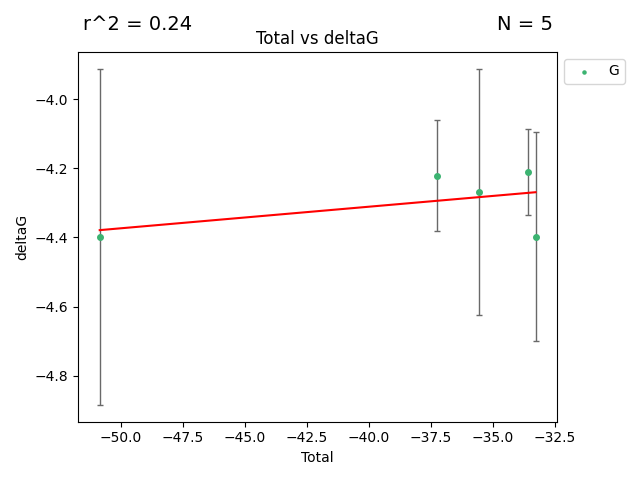 r^2 = 0.24
N = 5
Total vs deltaG
G
deltaG
−4.0
−4.2
−4.4
−4.6
−4.8
−50.0
−47.5
−45.0
−42.5
−40.0
−37.5
−35.0
−32.5
Total